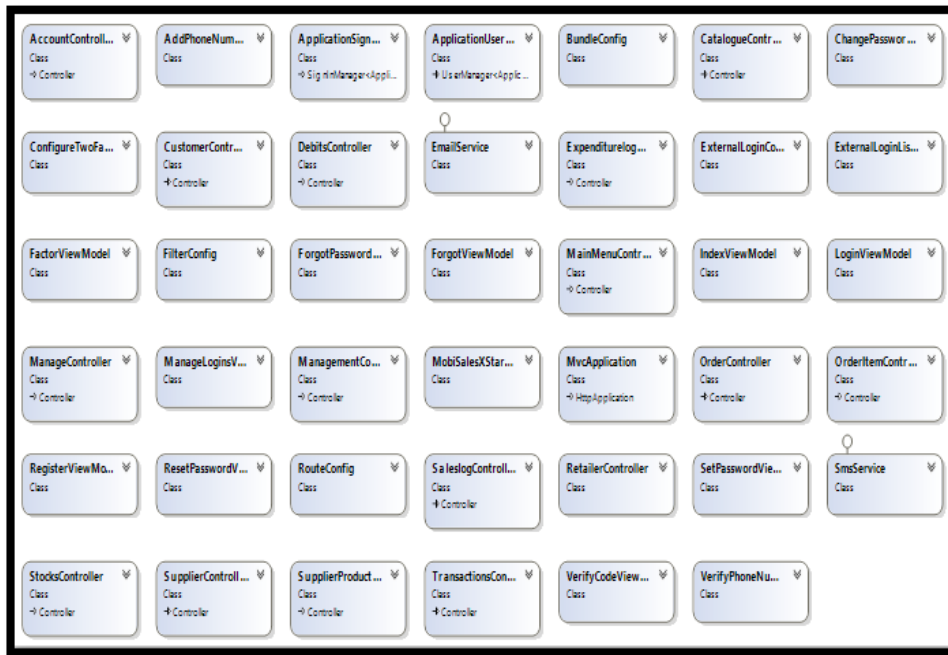 AccountControll...
Class
Controller
AddPhoneNum...
Class
ApplicationSign...
Class
SignInManager<Appli...
ApplicationUser...
Class
UserManager<Applic...
BundleConfig
Class
CatalogueContr...
Class
Controller
ChangePasswor...
Class
ConfigureTwoFa...
Class
CustomerContr...
Class
Controller
DebitsController
Class
Controller
EmailService
Class
Expenditurelog...
Class
Controller
ExternalLoginCo...
Class
ExternalLoginLis...
Class
FactorViewModel
Class
FilterConfig
Class
ForgotPassword...
Class
ForgotViewModel
Class
MainMenuContr...
Class
Controller
IndexViewModel
Class
LoginViewModel
Class
ManageController
Class
Controller
ManageLoginsV...
Class
ManagementCo...
Class
Controller
MobiSalesXStar...
Class
MvcApplication
Class
HttpApplication
OrderController
Class
Controller
OrderItemContr...
Class
Controller
RegisterViewMo...
Class
ResetPasswordV...
Class
RouteConfig
Class
SaleslogControll...
Class
Controller
RetailerController
Class
SetPasswordVie...
Class
SmsService
Class
StocksController
Class
Controller
SupplierControll...
Class
Controller
SupplierProduct...
Class
Controller
TransactionsCon...
Class
Controller
VerifyCodeView...
Class
VerifyPhoneNu...
Class